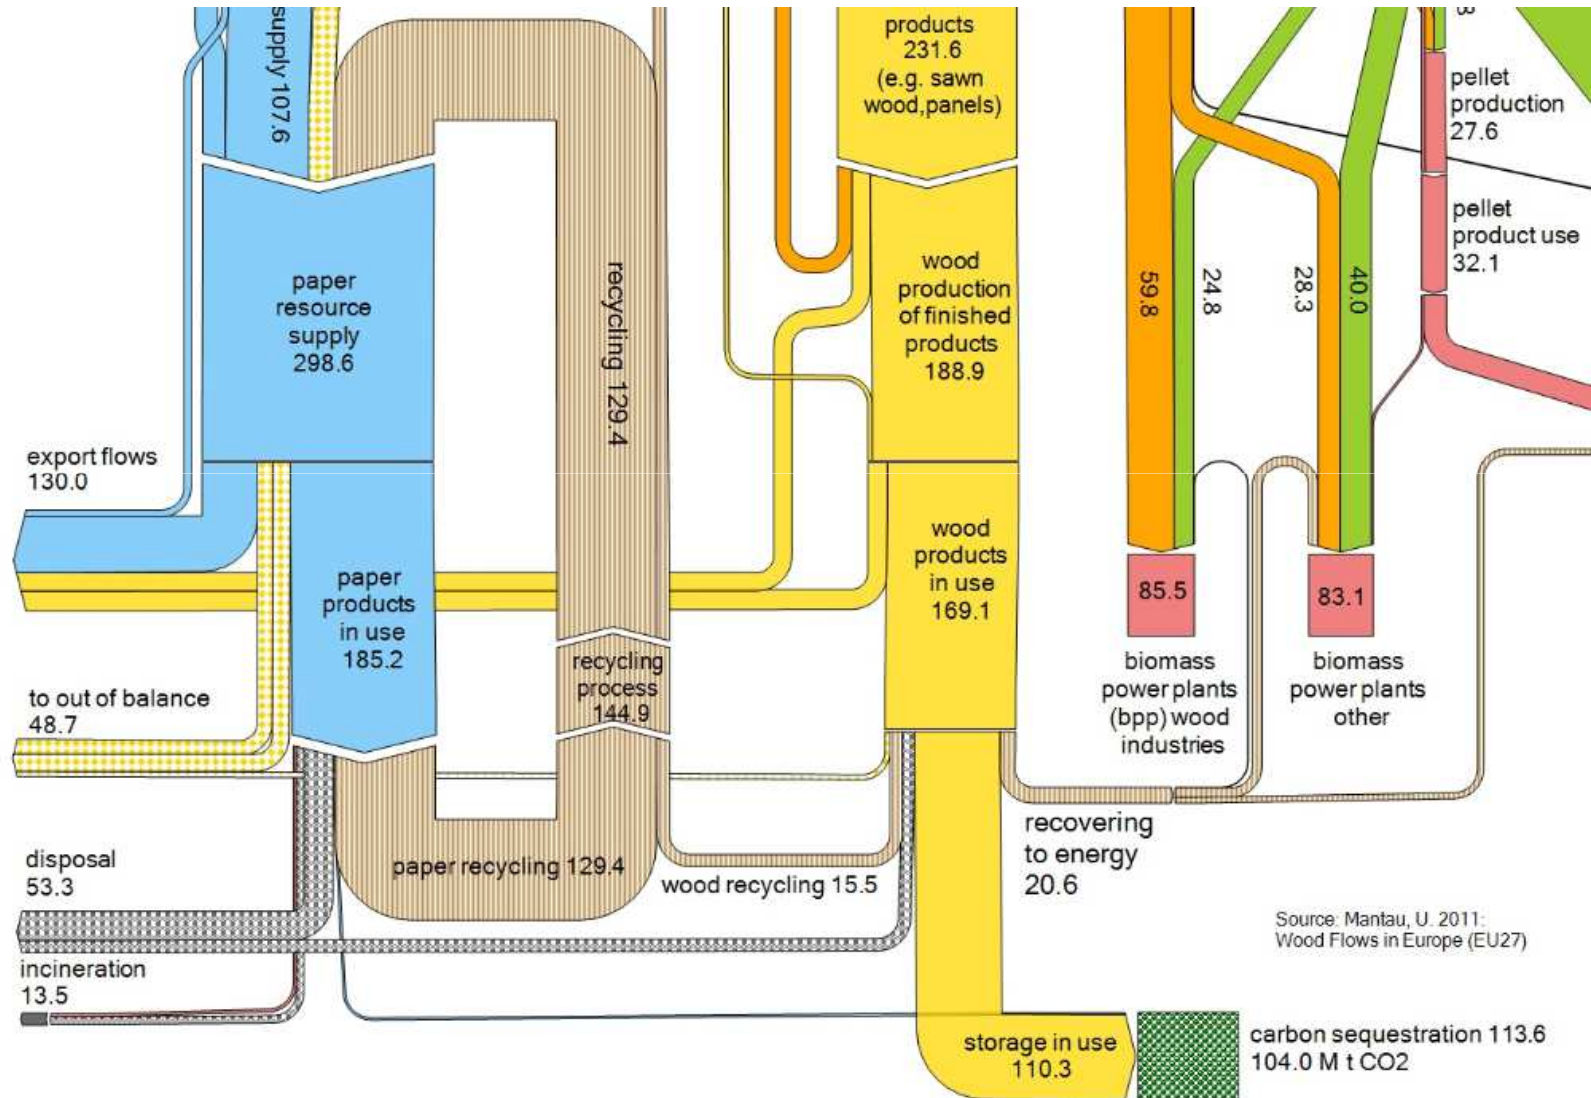 supply 107.6
products
231.6
(e.g. sawn
wood,panels)
pellet
production
27.6
pellet
product use
32.1
paper
resource
supply
298.6
recycling 129.4
wood
production
of finished
products
188.9
59.8
24.8
28.3
40.0
export flows
130.0
paper
products
in use
185.2
wood
products
in use
169.1
85.5
83.1
recycling
process
144.9
biomass
power plants
(bpp) wood
industries
biomass
power plants
other
to out of balance
48.7
disposal
53.3
paper recycling 129.4
wood recycling 15.5
recovering
to energy
20.6
Source: Mantau, U. 2011:
Wood Flows in Europe (EU27)
incineration
13.5
storage in use
110.3
carbon sequestration 113.6
104.0 M t CO2